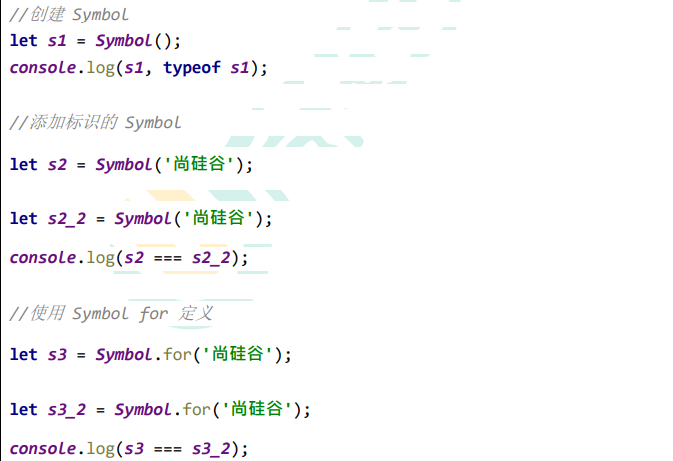 //创建 Symbol
let s1 = Symbol();
console.log(s1, typeof s1);
//添加标识的 Symbol
let s2 = Symbol('尚硅谷');
let s2_2 = Symbol('尚硅谷');
console.log(s2 === s2_2);
//使用 Symbol for 定义
let s3 = Symbol.for('尚硅谷');
let s3_2 = Symbol.for('尚硅谷');
console.log(s3 === s3_2);